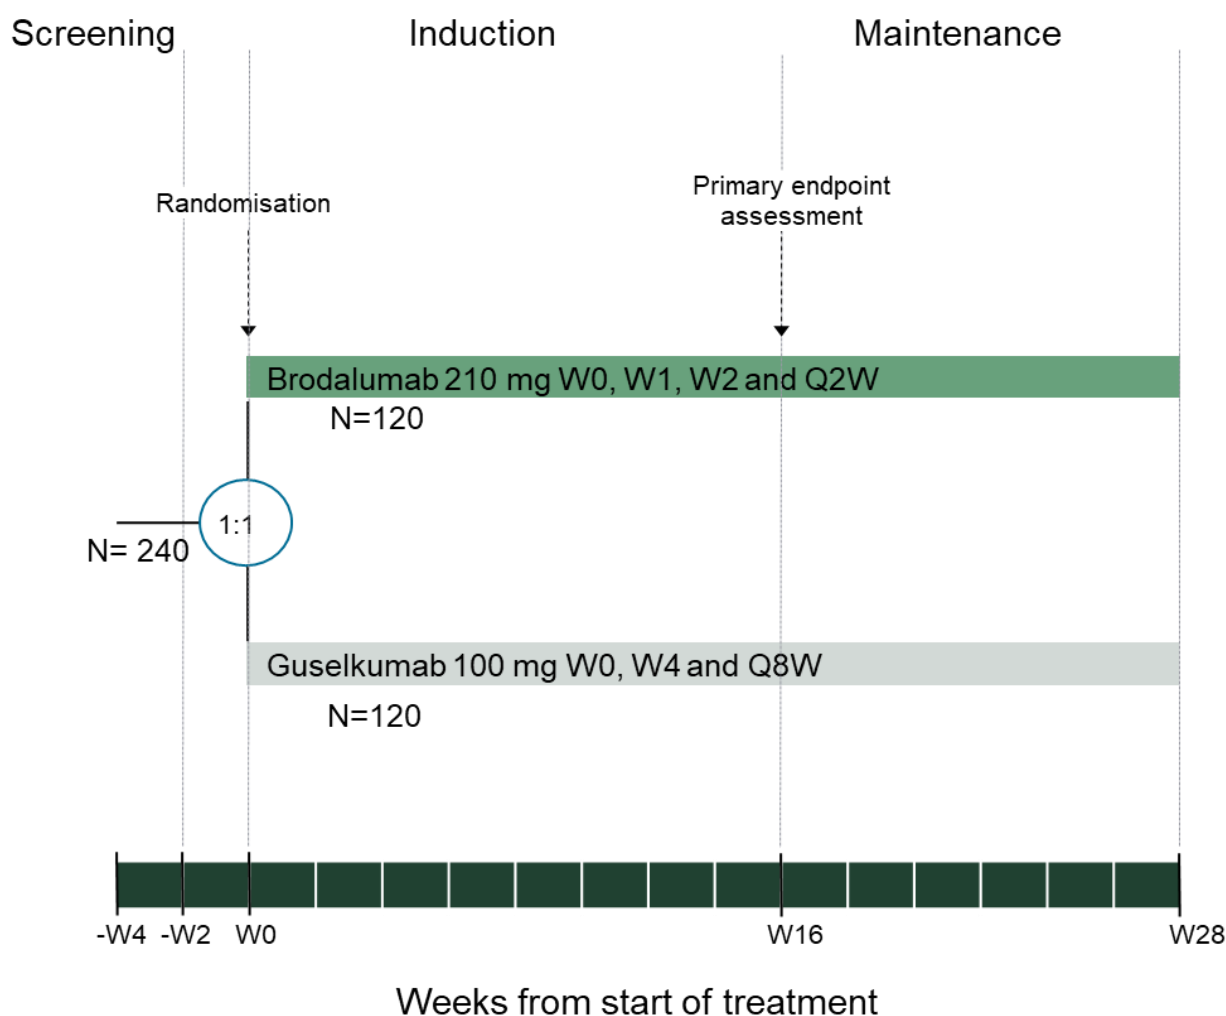 Screening
Induction
Maintenance
Randomisation
Primary endpoint
assessment
Brodalumab 210 mg W0, W1, W2 and Q2W
N=120
1:1
N= 240
Guselkumab 100 mg W0, W4 and Q8W
N=120
-W4
-W2
W0
W16
W28
Weeks from start of treatment